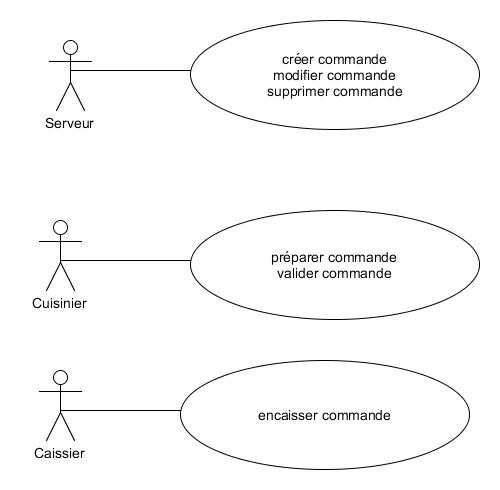 créer commande
modifier commande
supprimer commande
Serveur
préparer commande
valider commande
Cuisinier
encaisser commande
Caissier